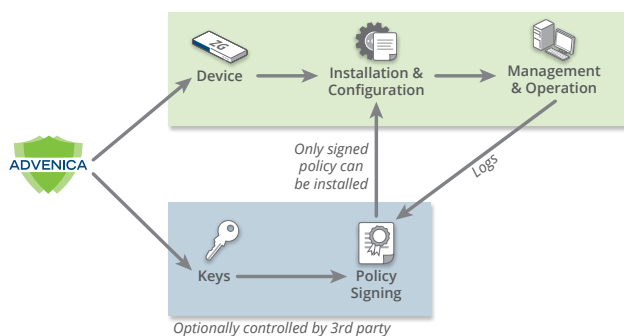 ZG
Device
Installation &
Configuration
Management
& Operation
ADVENICA
Only signed
policy can
be installed
Logs
Keys
Policy
Signing
Optionally controlled by 3rd party